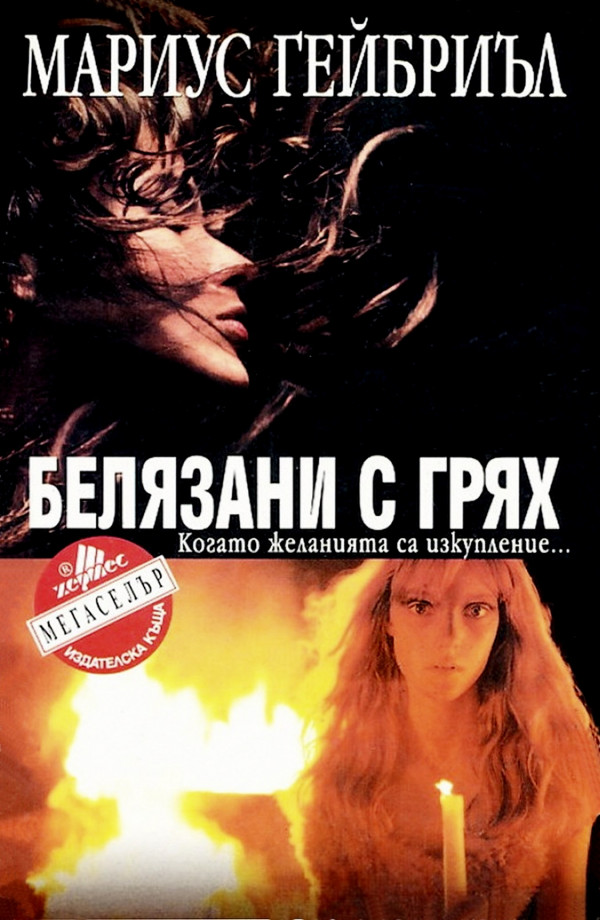 МАРИУС ГЕЙБРИЪЛ
БЕЛЯЗАНИ С ГРЯХ
Когато желанията са изкупление...
®
хермес
МЕГАСЕЛЪР
ИЗДАТЕЛСКА КЪЩА